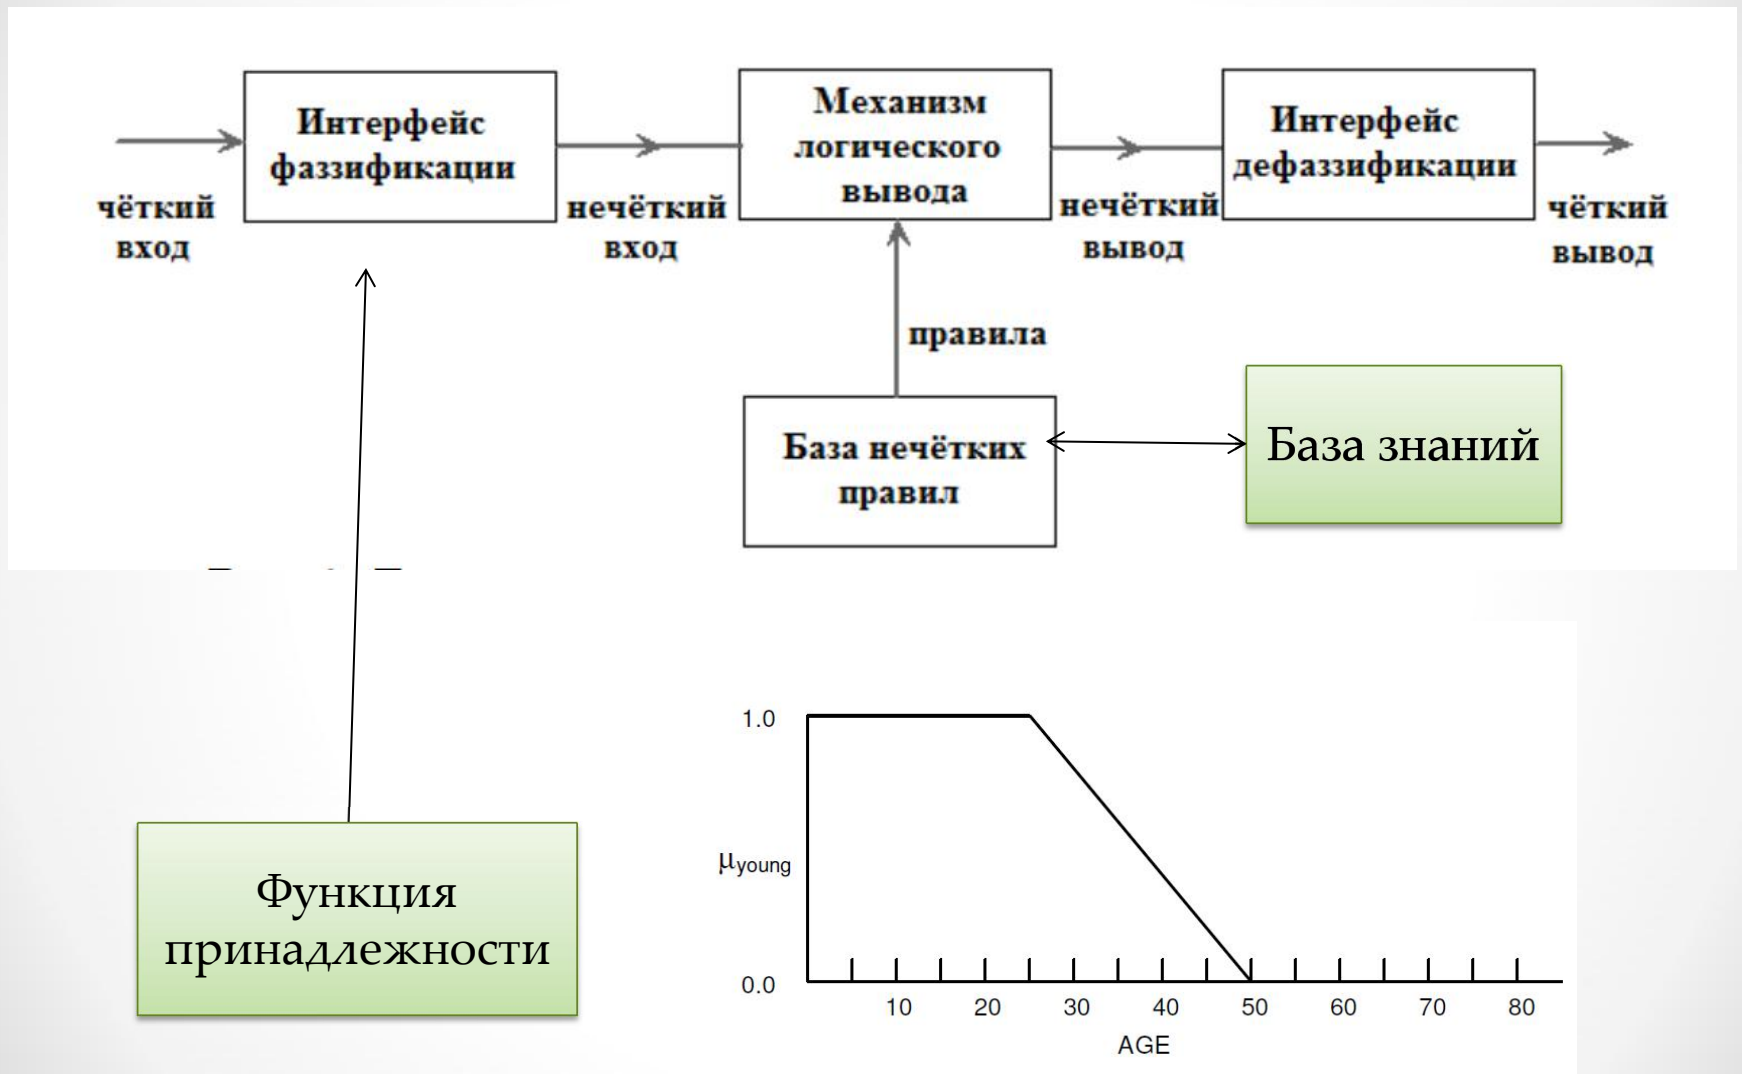 Интерфейс
фаззификации
Механизм
логического
вывода
Интерфейс
дефаззификации
чёткий
вход
нечёткий
вход
нечёткий
вывод
чёткий
вывод
правила
База нечётких
правил
База знаний
Функция
принадлежности
1.0
μyoung
0.0
10 20 30 40 50 60 70 80
AGE